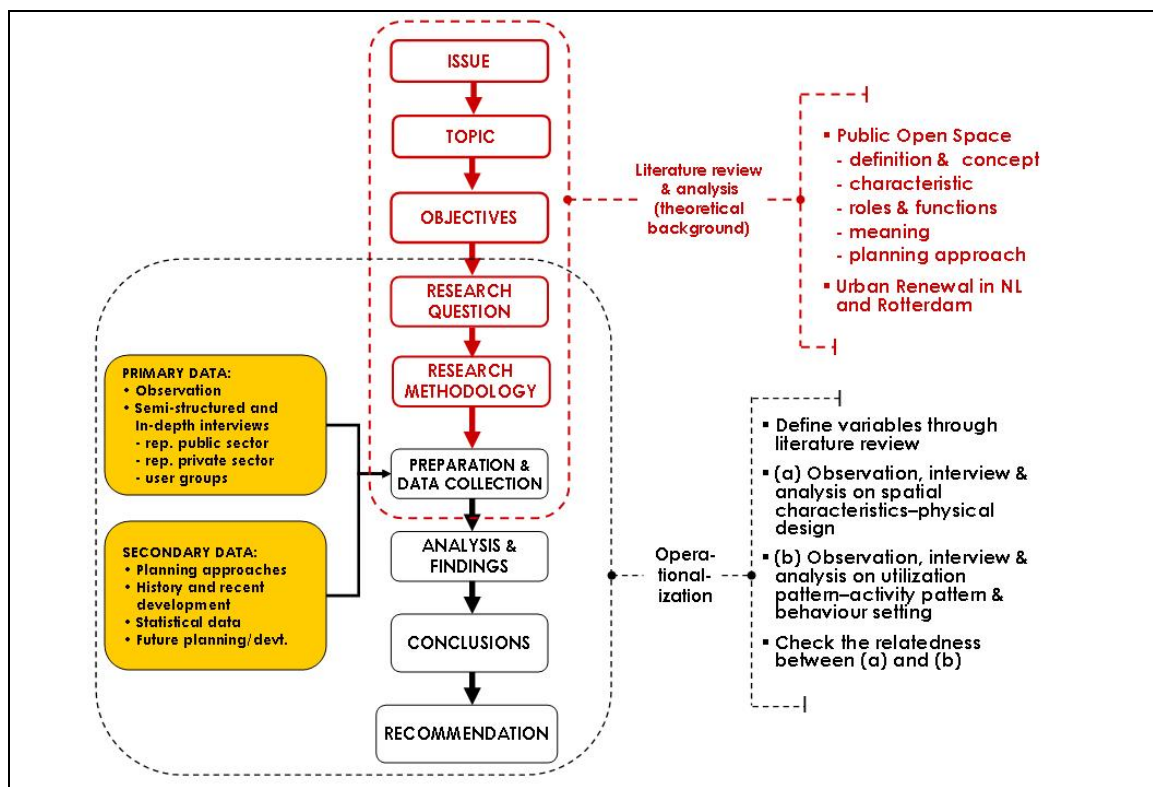 ISSUE
TOPIC
OBJECTIVES
RESEARCH
QUESTION
RESEARCH
METHODOLOGY
PREPARATION &
DATA COLLECTION
ANALYSIS &
FINDINGS
CONCLUSIONS
RECOMMENDATION
PRIMARY DATA:
• Observation
• Semi-structured and
In-depth interviews
- rep. public sector
- rep. private sector
- user groups
SECONDARY DATA:
• Planning approaches
• History and recent
development
• Statistical data
• Future planning/devt.
Literature review
& analysis
(theoretical
background)
▪ Public Open Space
- definition & concept
- characteristic
- roles & functions
- meaning
- planning approach
▪ Urban Renewal in NL
and Rotterdam
Opera-
tional-
ization
▪ Define variables through
literature review
▪ (a) Observation, interview &
analysis on spatial
characteristics–physical
design
▪ (b) Observation, interview &
analysis on utilization
pattern–activity pattern &
behaviour setting
▪ Check the relatedness
between (a) and (b)